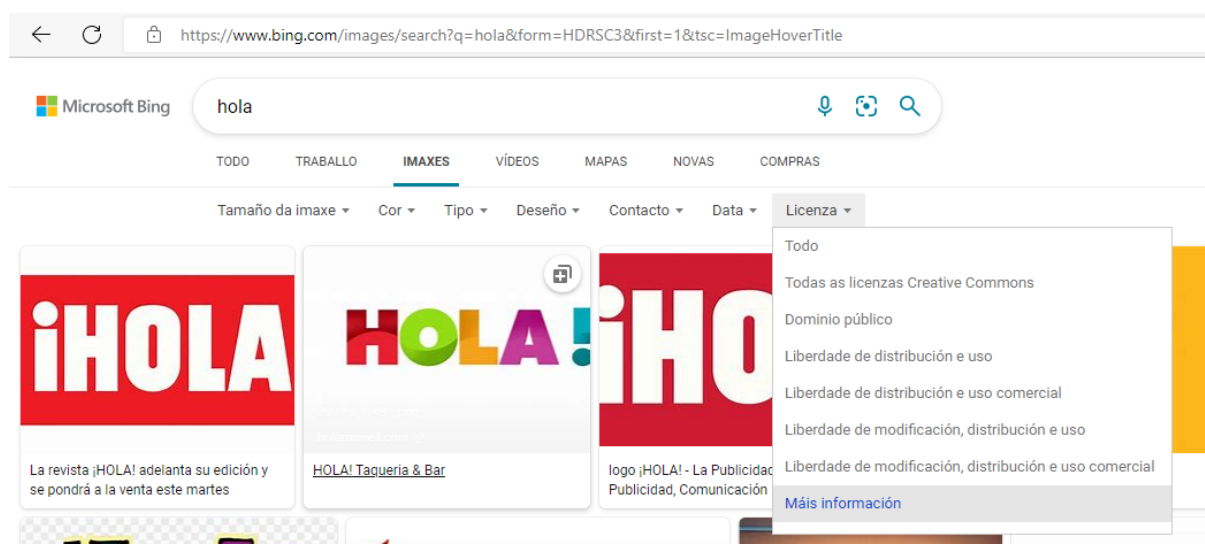 https://www.bing.com/images/search?q=hola&form=HDRSC3&first=1&tsc=ImageHoverTitle
Microsoft Bing
hola
TODO TRABALLO IMAXES VÍDEOS MAPAS NOVAS COMPRAS
Tamaño da imaxe Cor Tipo Deseño Contacto Data Licenza
Todo
Todas as licenzas Creative Commons
Dominio público
Liberdade de distribución e uso
Liberdade de distribución e uso comercial
Liberdade de modificación, distribución e uso
Liberdade de modificación, distribución e uso comercial
Máis información
¡HOLA
La revista ¡HOLA! adelanta su edición y
se pondrá a la venta este martes
HOLA!
HOLA! Taqueria & Bar
¡HO
logo ¡HOLA! - La Publicidad
Publicidad, Comunicación